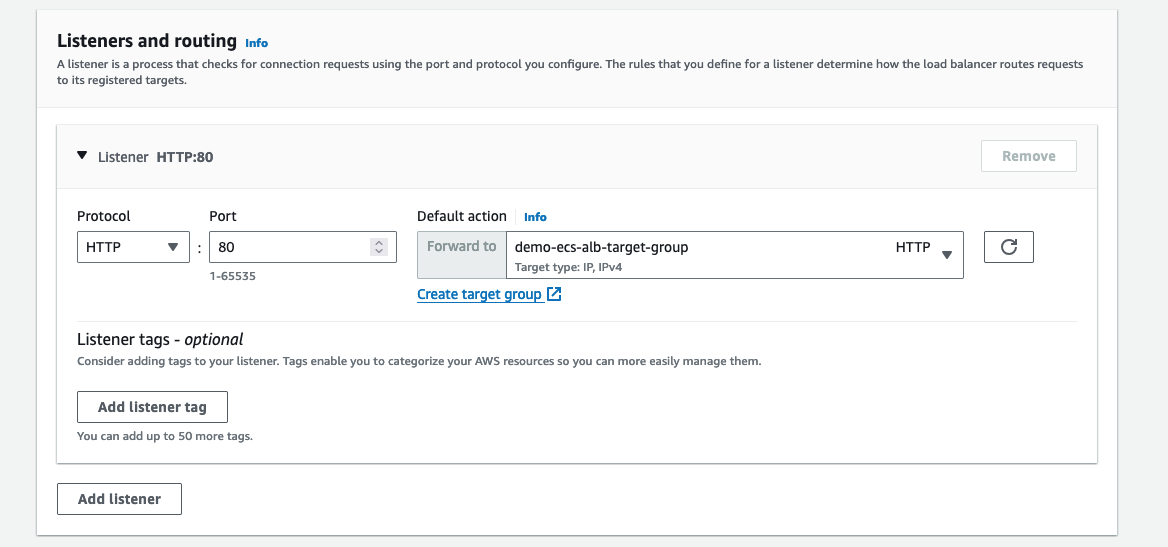 Listeners and routing Info
A listener is a process that checks for connection requests using the port and protocol you configure. The rules that you define for a listener determine how the load balancer routes requests
to its registered targets.
Listener HTTP:80
Remove
Protocol
Port
Default action
Info
HTTP
:
80
Forward to
demo-ecs-alb-target-group
HTTP
Target type: IP, IPv4
1-65535
Create target group
Listener tags - optional
Consider adding tags to your listener. Tags enable you to categorize your AWS resources so you can more easily manage them.
Add listener tag
You can add up to 50 more tags.
Add listener